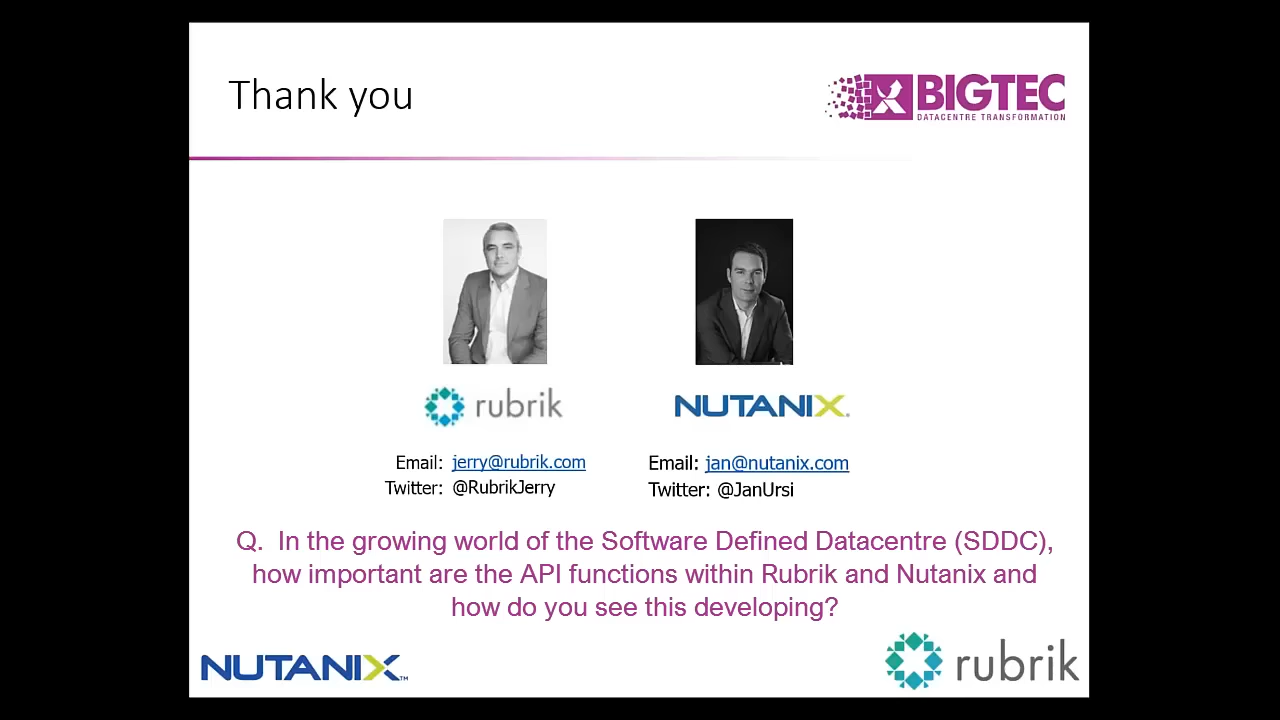 Thank you
BIGTEC
DATACENTRE TRANSFORMATION
rubrik
NUTANIX
Email: jerry@rubrik.com
Twitter: @RubrikJerry
Email: jan@nutanix.com
Twitter: @JanUrsi
Q. In the growing world of the Software Defined Datacentre (SDDC),
how important are the API functions within Rubrik and Nutanix and
how do you see this developing?
NUTANIX™
rubrik